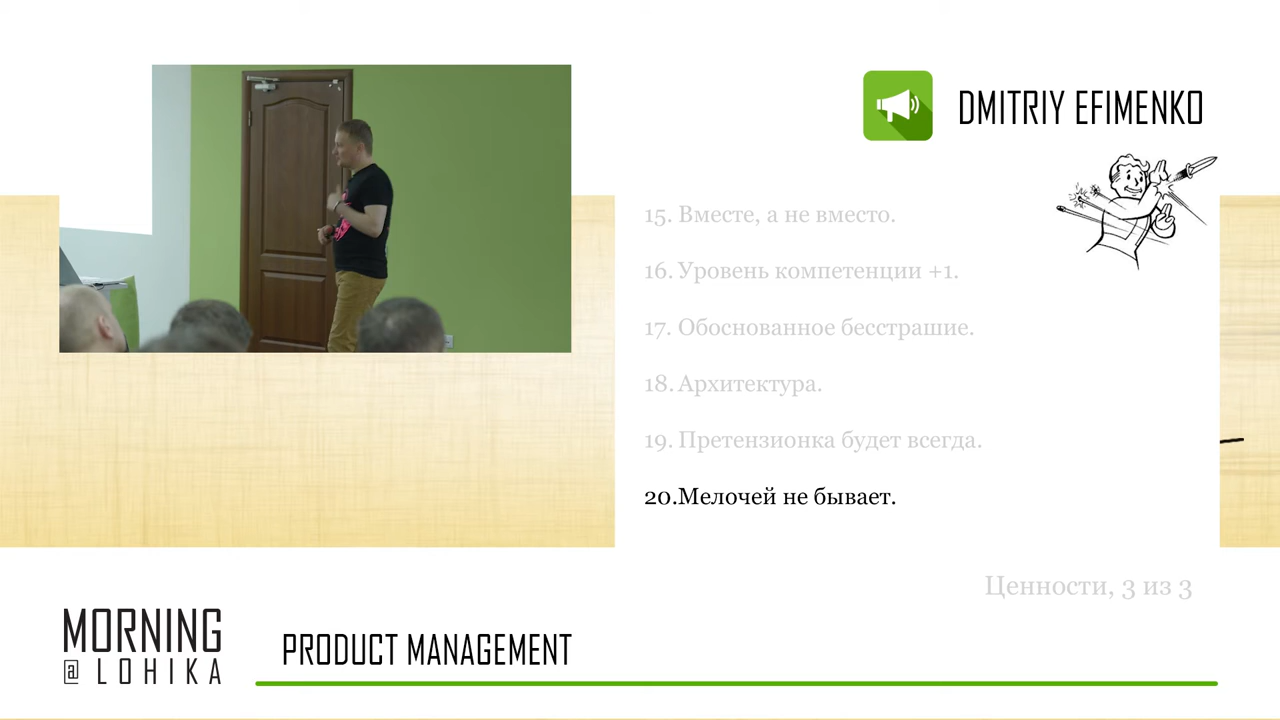 DMITRIY EFIMENKO
15. Вместе, а не вместо.
16. Уровень компетенции +1.
17. Обоснованное бесстрашие.
18. Архитектура.
19. Претензионка будет всегда.
20.Мелочей не бывает.
Ценности, 3 из 3
MORNING
@ LOHIKA
PRODUCT MANAGEMENT